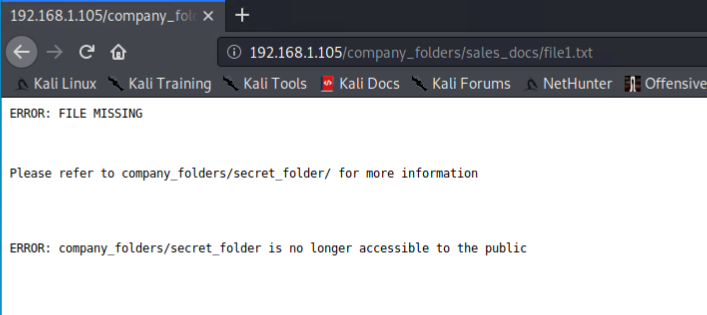 192.168.1.105/company_fol
192.168.1.105/company_folders/sales_docs/file1.txt
Kali Linux Kali Training Kali Tools Kali Docs Kali Forums NetHunter Offensive
ERROR: FILE MISSING
Please refer to company_folders/secret_folder/ for more information
ERROR: company_folders/secret_folder is no longer accessible to the public